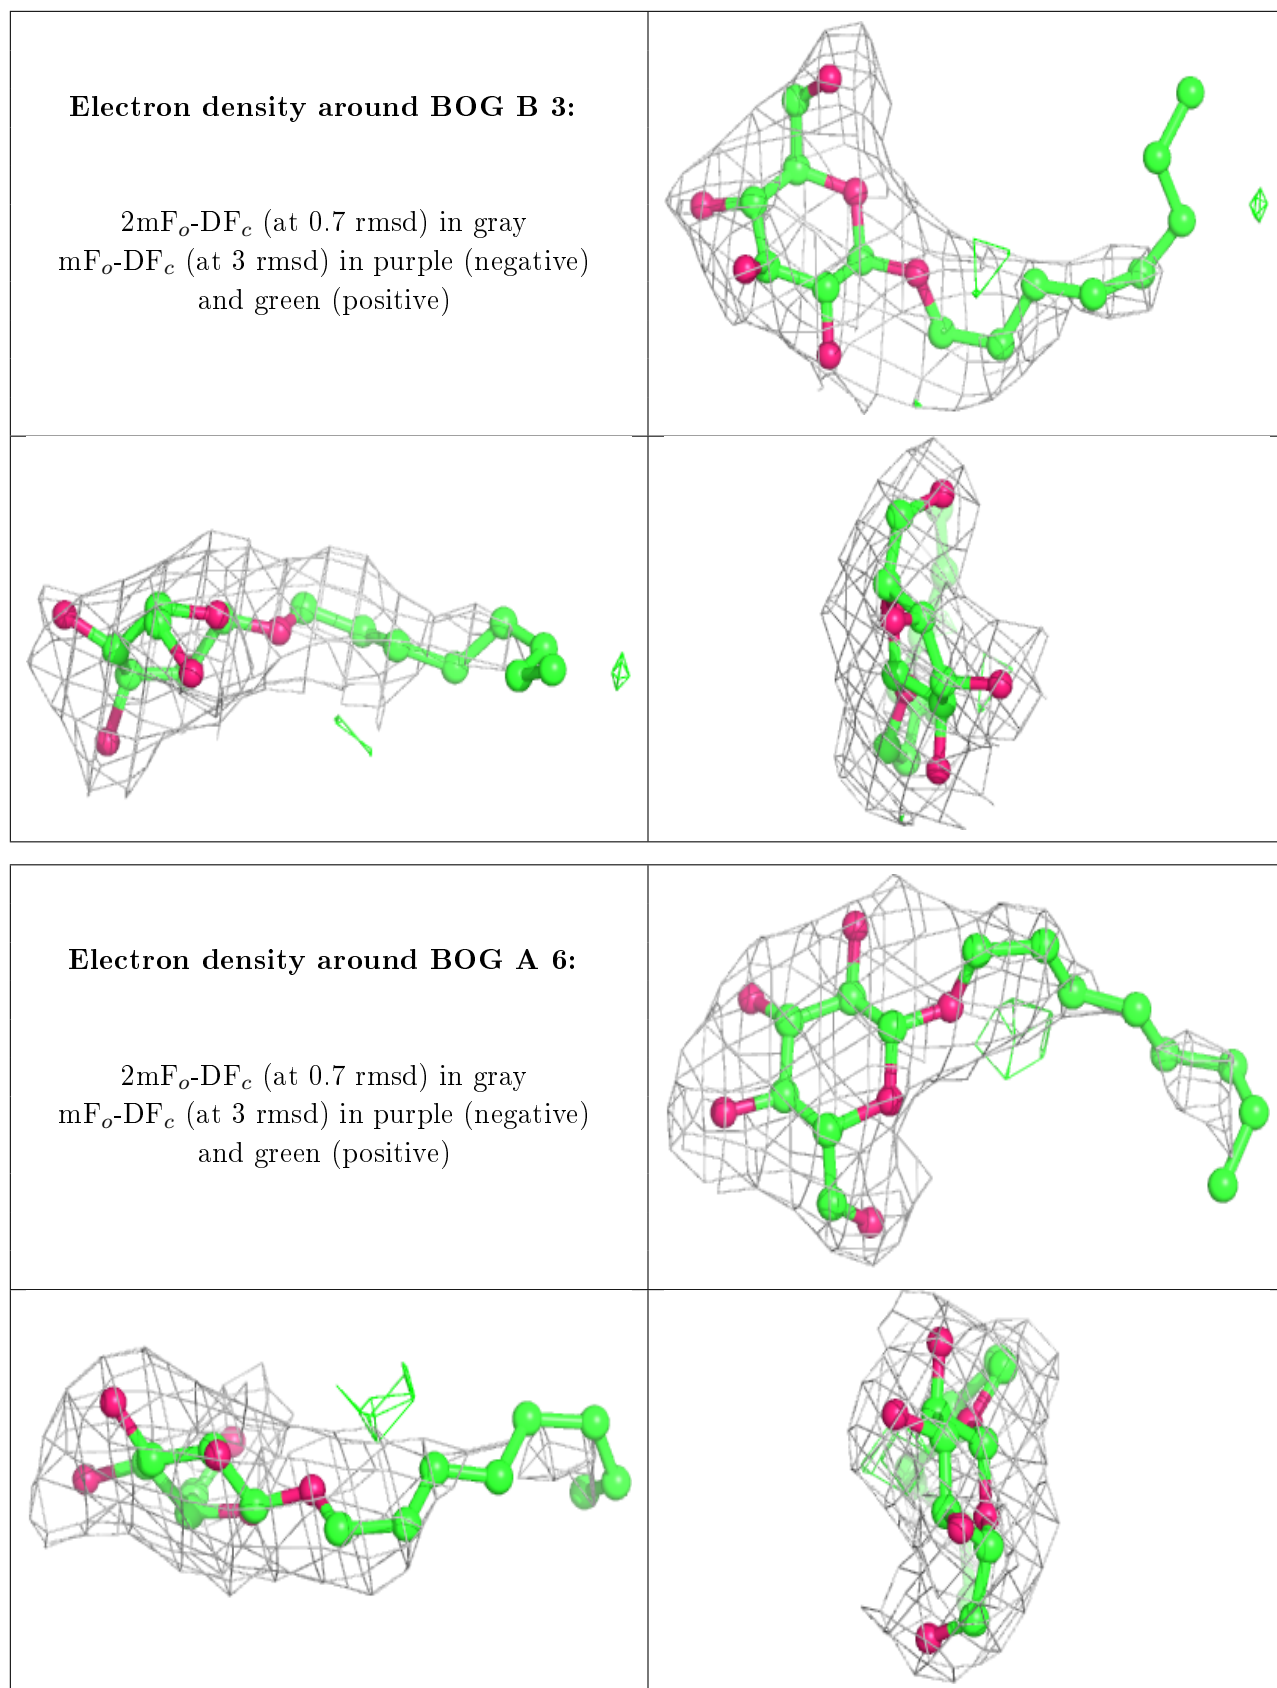 Electron density around BOG B 3:
2mFo-DFc (at 0.7 rmsd) in gray
mFo-DFc (at 3 rmsd) in purple (negative)
and green (positive)
Electron density around BOG A 6:
2mFo-DFc (at 0.7 rmsd) in gray
mFo-DFc (at 3 rmsd) in purple (negative)
and green (positive)